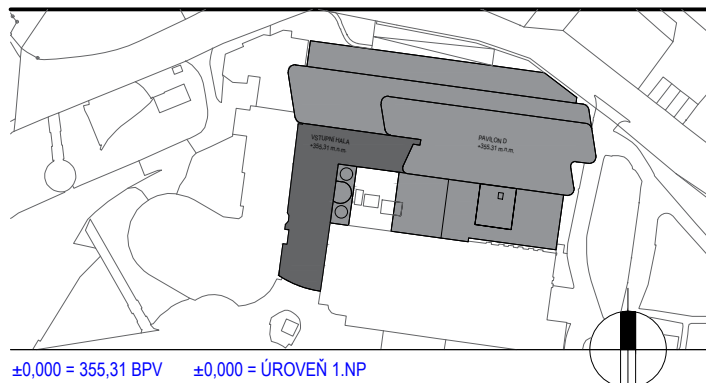 VSTUPNÍ HALA
+355,31 m.n.m.
PAVILON D
+355,31 m.n.m.
±0,000 = 355,31 BPV ±0,000 = ÚROVEŇ 1.NP